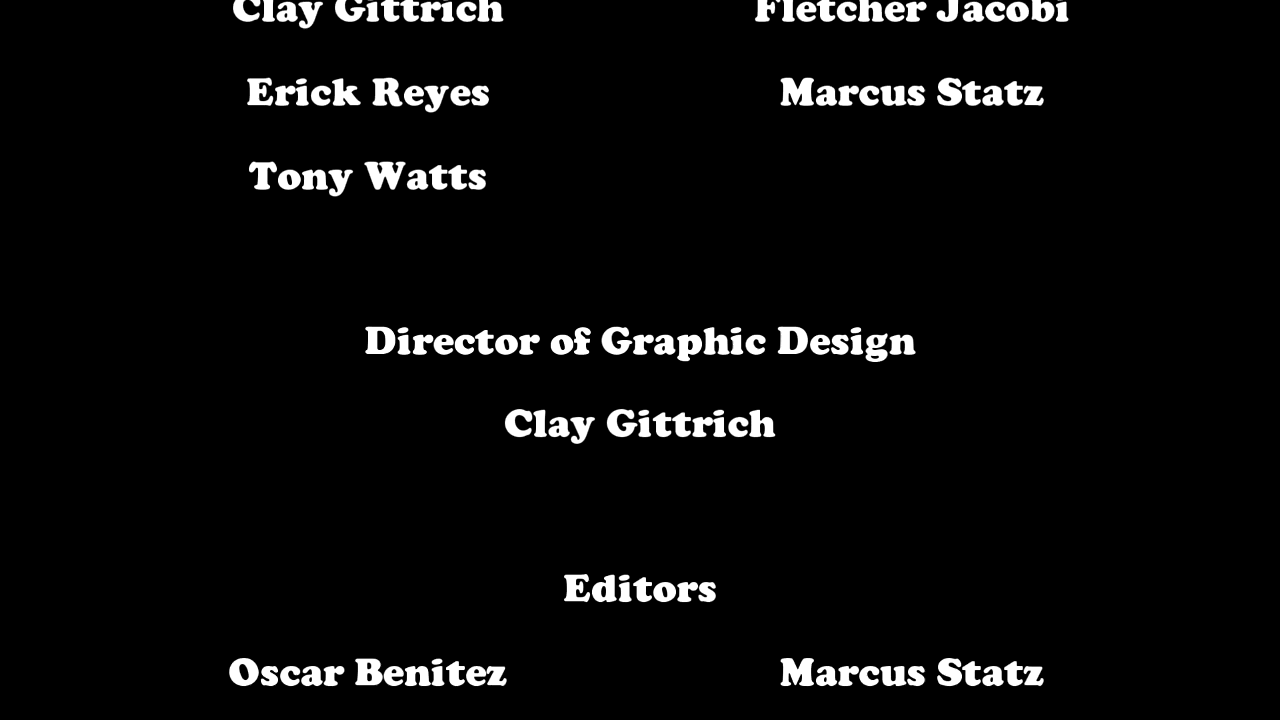 Clay Gittrich Fletcher Jacobi
Erick Reyes Marcus Statz
Tony Watts
Director of Graphic Design
Clay Gittrich
Editors
Oscar Benitez Marcus Statz